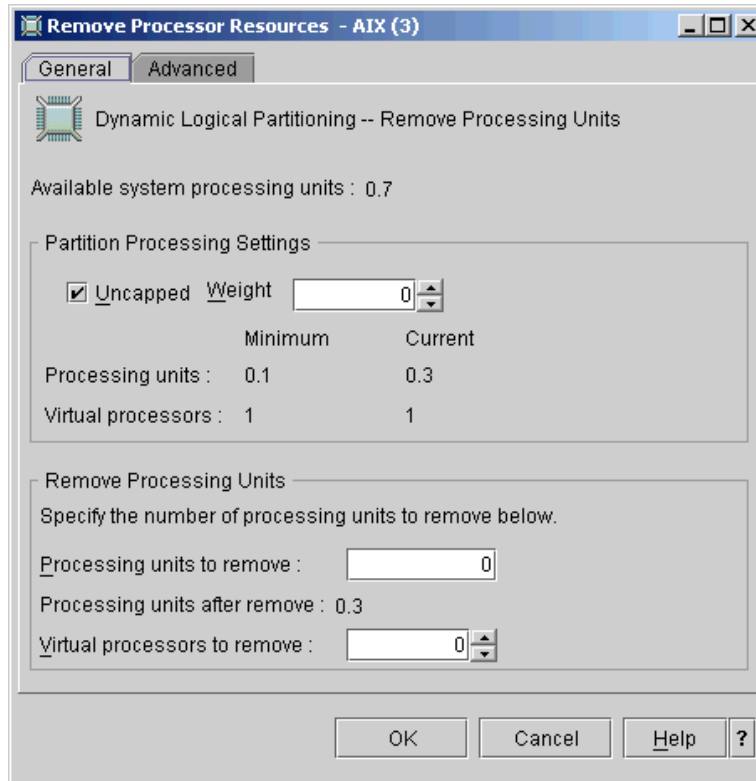 Remove Processor Resources - AIX (3)
General Advanced
Dynamic Logical Partitioning -- Remove Processing Units
Available system processing units : 0.7
Partition Processing Settings
Uncapped Weight 0
Minimum Current
Processing units : 0.1 0.3
Virtual processors : 1 1
Remove Processing Units
Specify the number of processing units to remove below.
Processing units to remove : 0
Processing units after remove : 0.3
Virtual processors to remove : 0
OK Cancel Help ?